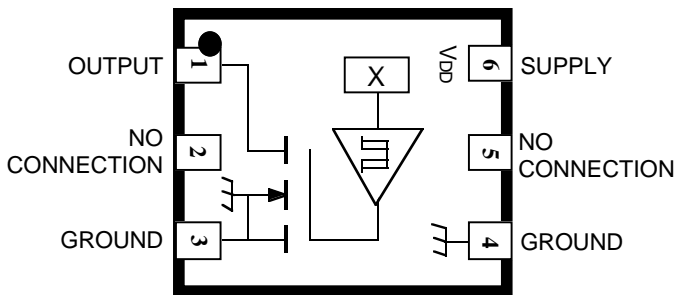 OUTPUT
1
X
VDD
6
SUPPLY
NO
CONNECTION
2
5
NO
CONNECTION
GROUND
3
4
GROUND